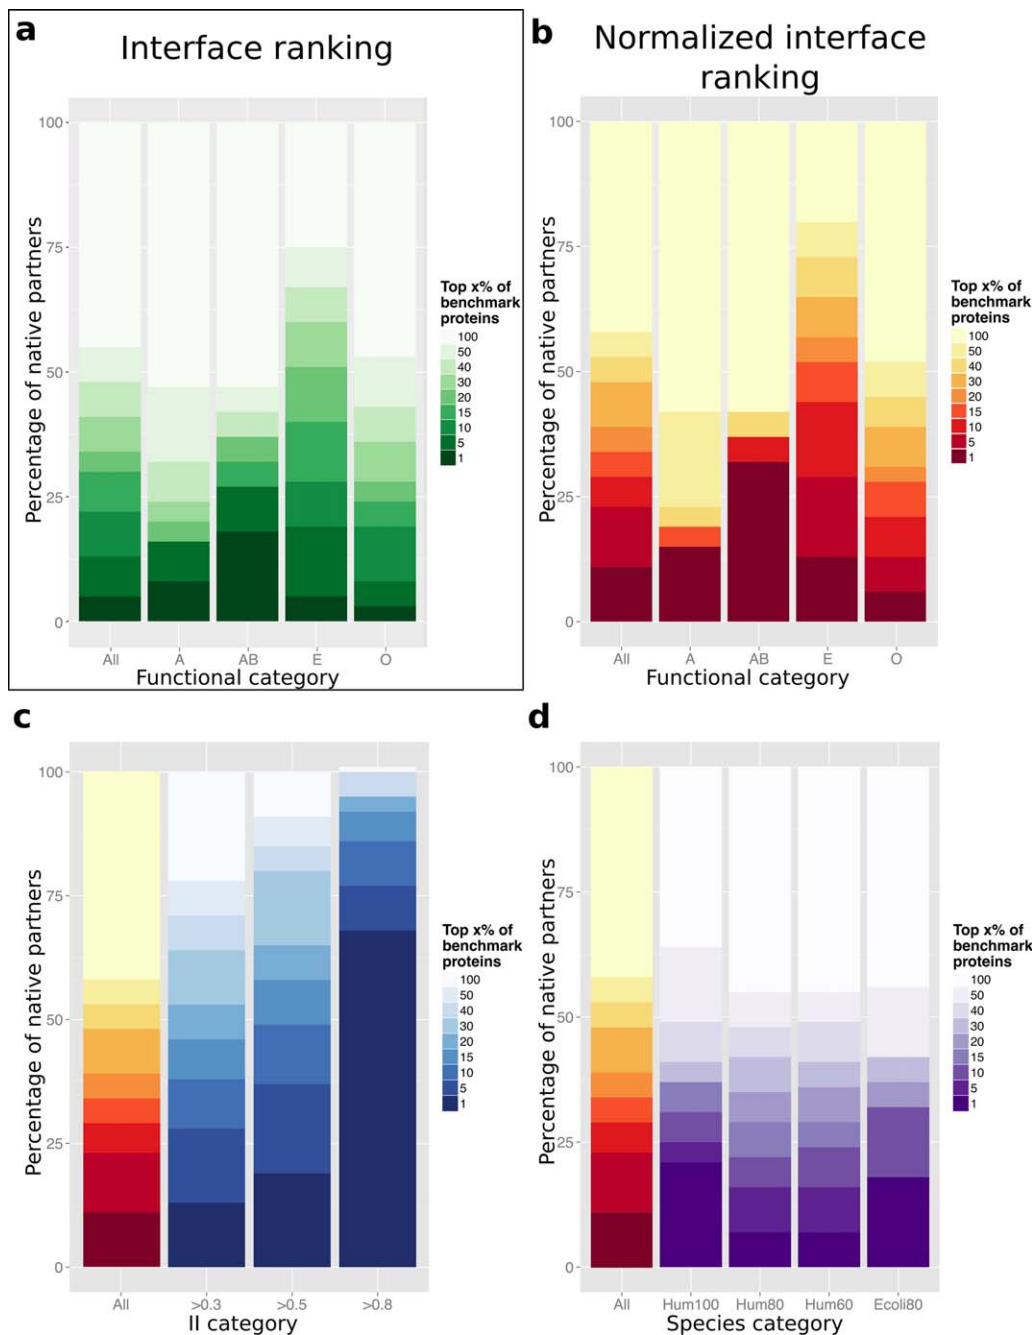 a
Interface ranking
Percentage of native partners
100
75
50
25
0
All A AB E O
Functional category
Top x% of
benchmark
proteins
100
50
40
30
20
15
10
5
1
b
Normalized interface
ranking
Percentage of native partners
100
75
50
25
0
All A AB E O
Functional category
Top x% of
benchmark
proteins
100
50
40
30
20
15
10
5
1
c
Percentage of native partners
100
75
50
25
0
All >0.3 >0.5 >0.8
II category
Top x% of
benchmark
proteins
100
50
40
30
20
15
10
5
1
d
Percentage of native partners
100
75
50
25
0
All Hum100 Hum80 Hum60 Ecoli80
Species category
Top x% of
benchmark
proteins
100
50
40
30
20
15
10
5
1